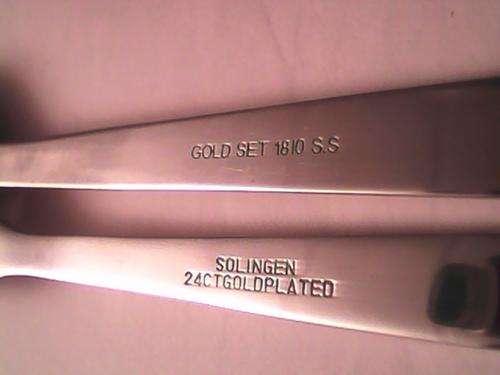 GOLD SET 1810 S.S
SOLINGEN
24CTGOLDPLATED